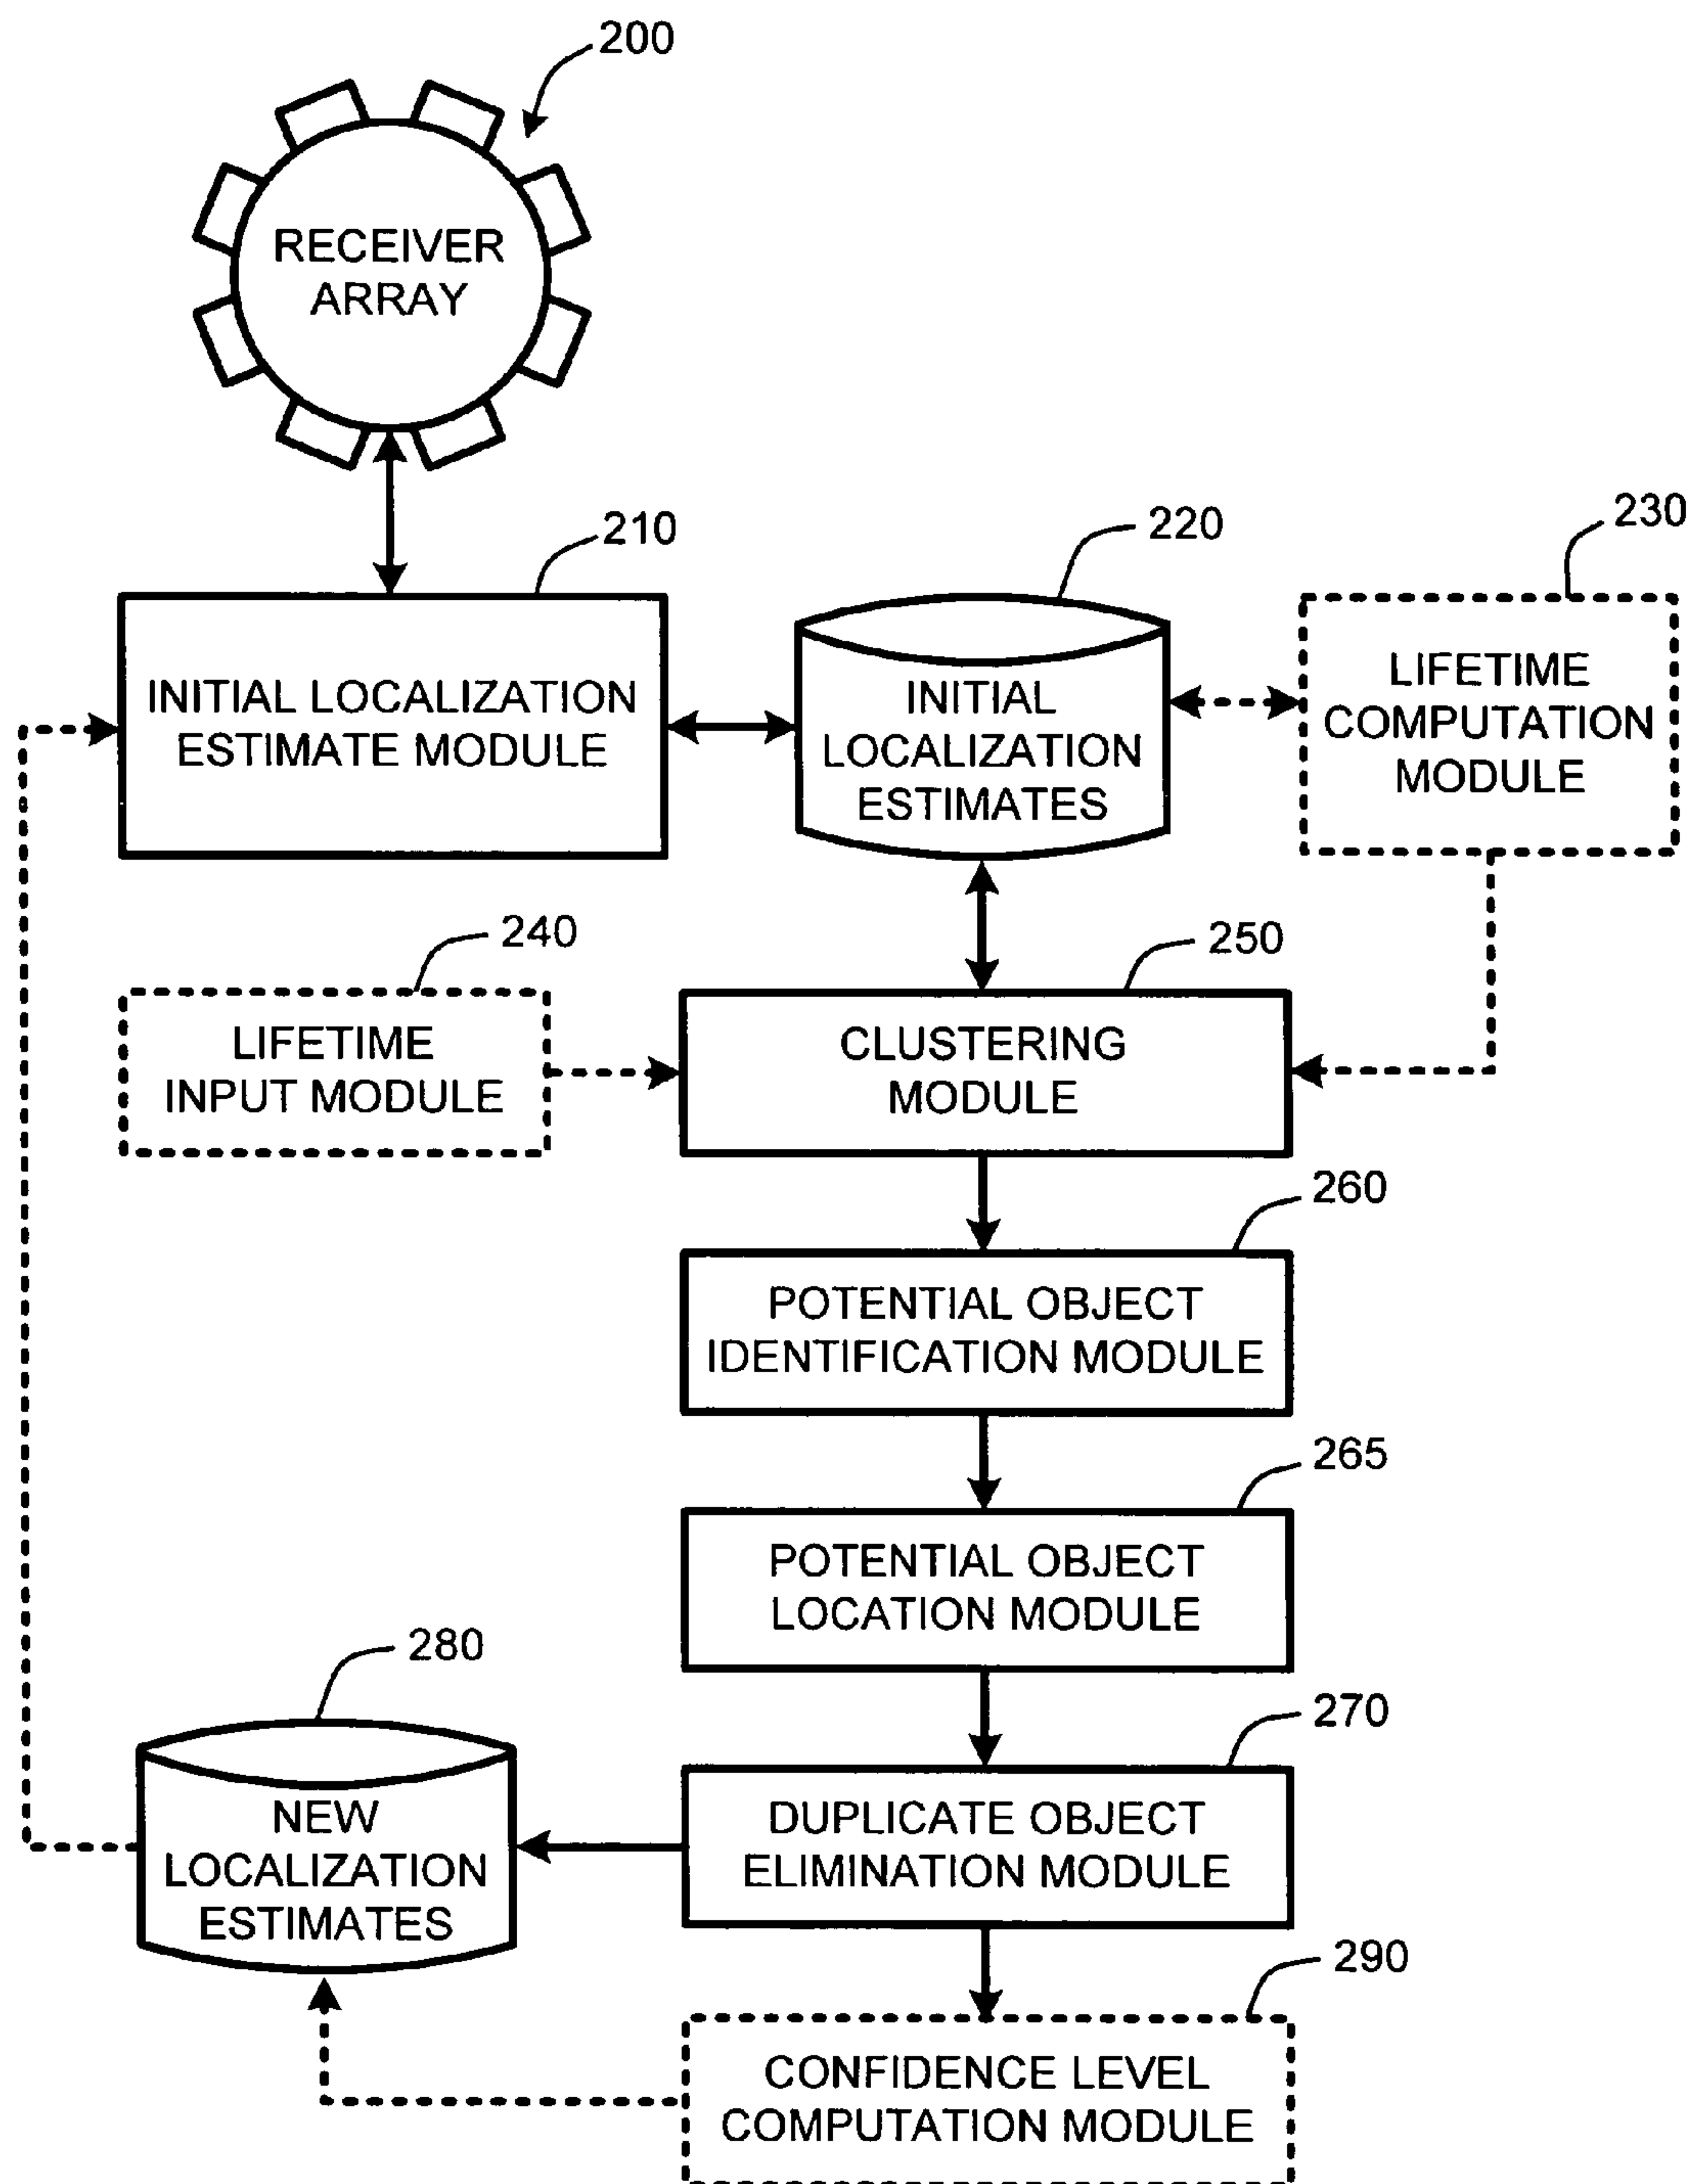 200
RECEIVER
ARRAY
210
220
230
INITIAL LOCALIZATION
ESTIMATE MODULE
INITIAL
LOCALIZATION
ESTIMATES
LIFETIME
COMPUTATION
MODULE
240
250
LIFETIME
INPUT MODULE
CLUSTERING
MODULE
260
POTENTIAL OBJECT
IDENTIFICATION MODULE
265
POTENTIAL OBJECT
LOCATION MODULE
280
270
NEW
LOCALIZATION
ESTIMATES
DUPLICATE OBJECT
ELIMINATION MODULE
290
CONFIDENCE LEVEL
COMPUTATION MODULE